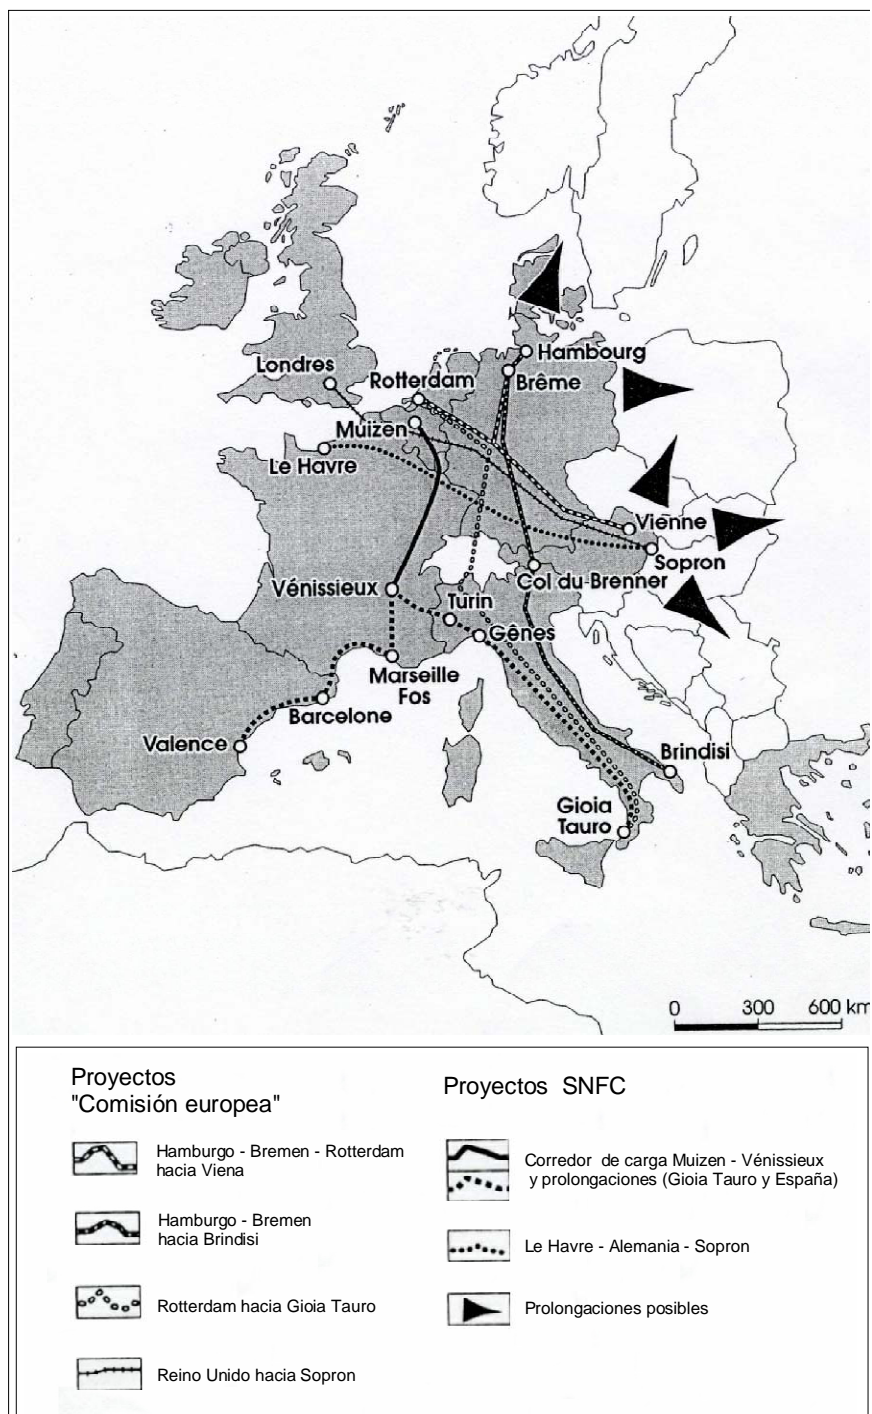 Hambourg
Londres
Rotterdam
Brême
Muizen
Le Havre
Vienne
Sopron
Col du Brenner
Vénissieux
Turin
Gênes
Marseille
Fos
Barcelone
Valence
Brindisi
Gioia
Tauro
0 300 600 km
Proyectos
"Comisión europea"
Hamburgo - Bremen - Rotterdam
hacia Viena
Hamburgo - Bremen
hacia Brindisi
Rotterdam hacia Gioia Tauro
Reino Unido hacia Sopron
Proyectos SNFC
Corredor de carga Muizen - Vénissieux
y prolongaciones (Gioia Tauro y España)
Le Havre - Alemania - Sopron
Prolongaciones posibles